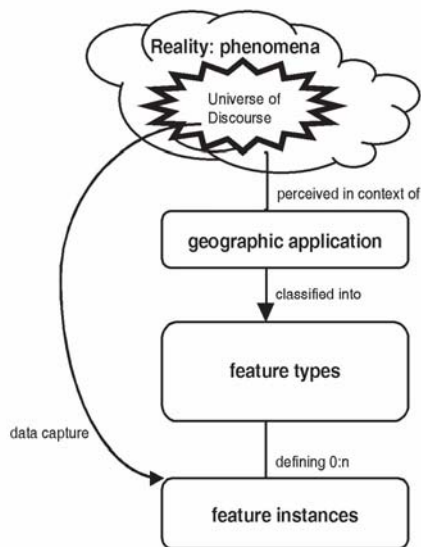 Reality: phenomena
Universe of
Discourse
perceived in context of
geographic application
classified into
feature types
data capture
defining 0:n
feature instances